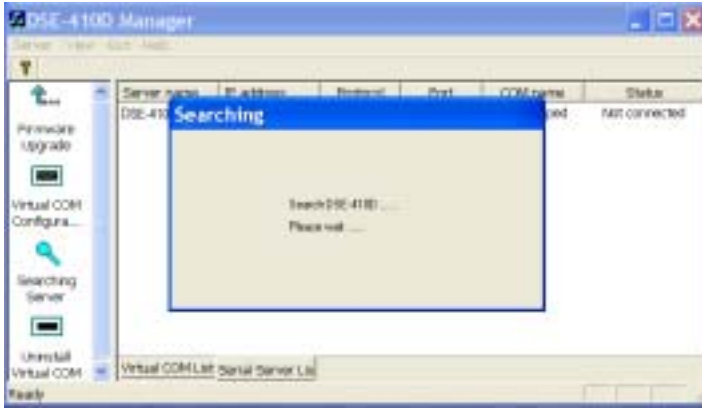 DSE-410D Manager
Server View Exit Help
Server name IP address Protocol Port COM name Status
DSE-410 Not connected
Searching
Search DSE-410D ......
Please wait ......
Firmware
Upgrade
Virtual COM
Configura...
Searching
Server
Uninstall
Virtual COM
Virtual COM List Serial Server Lis
Ready